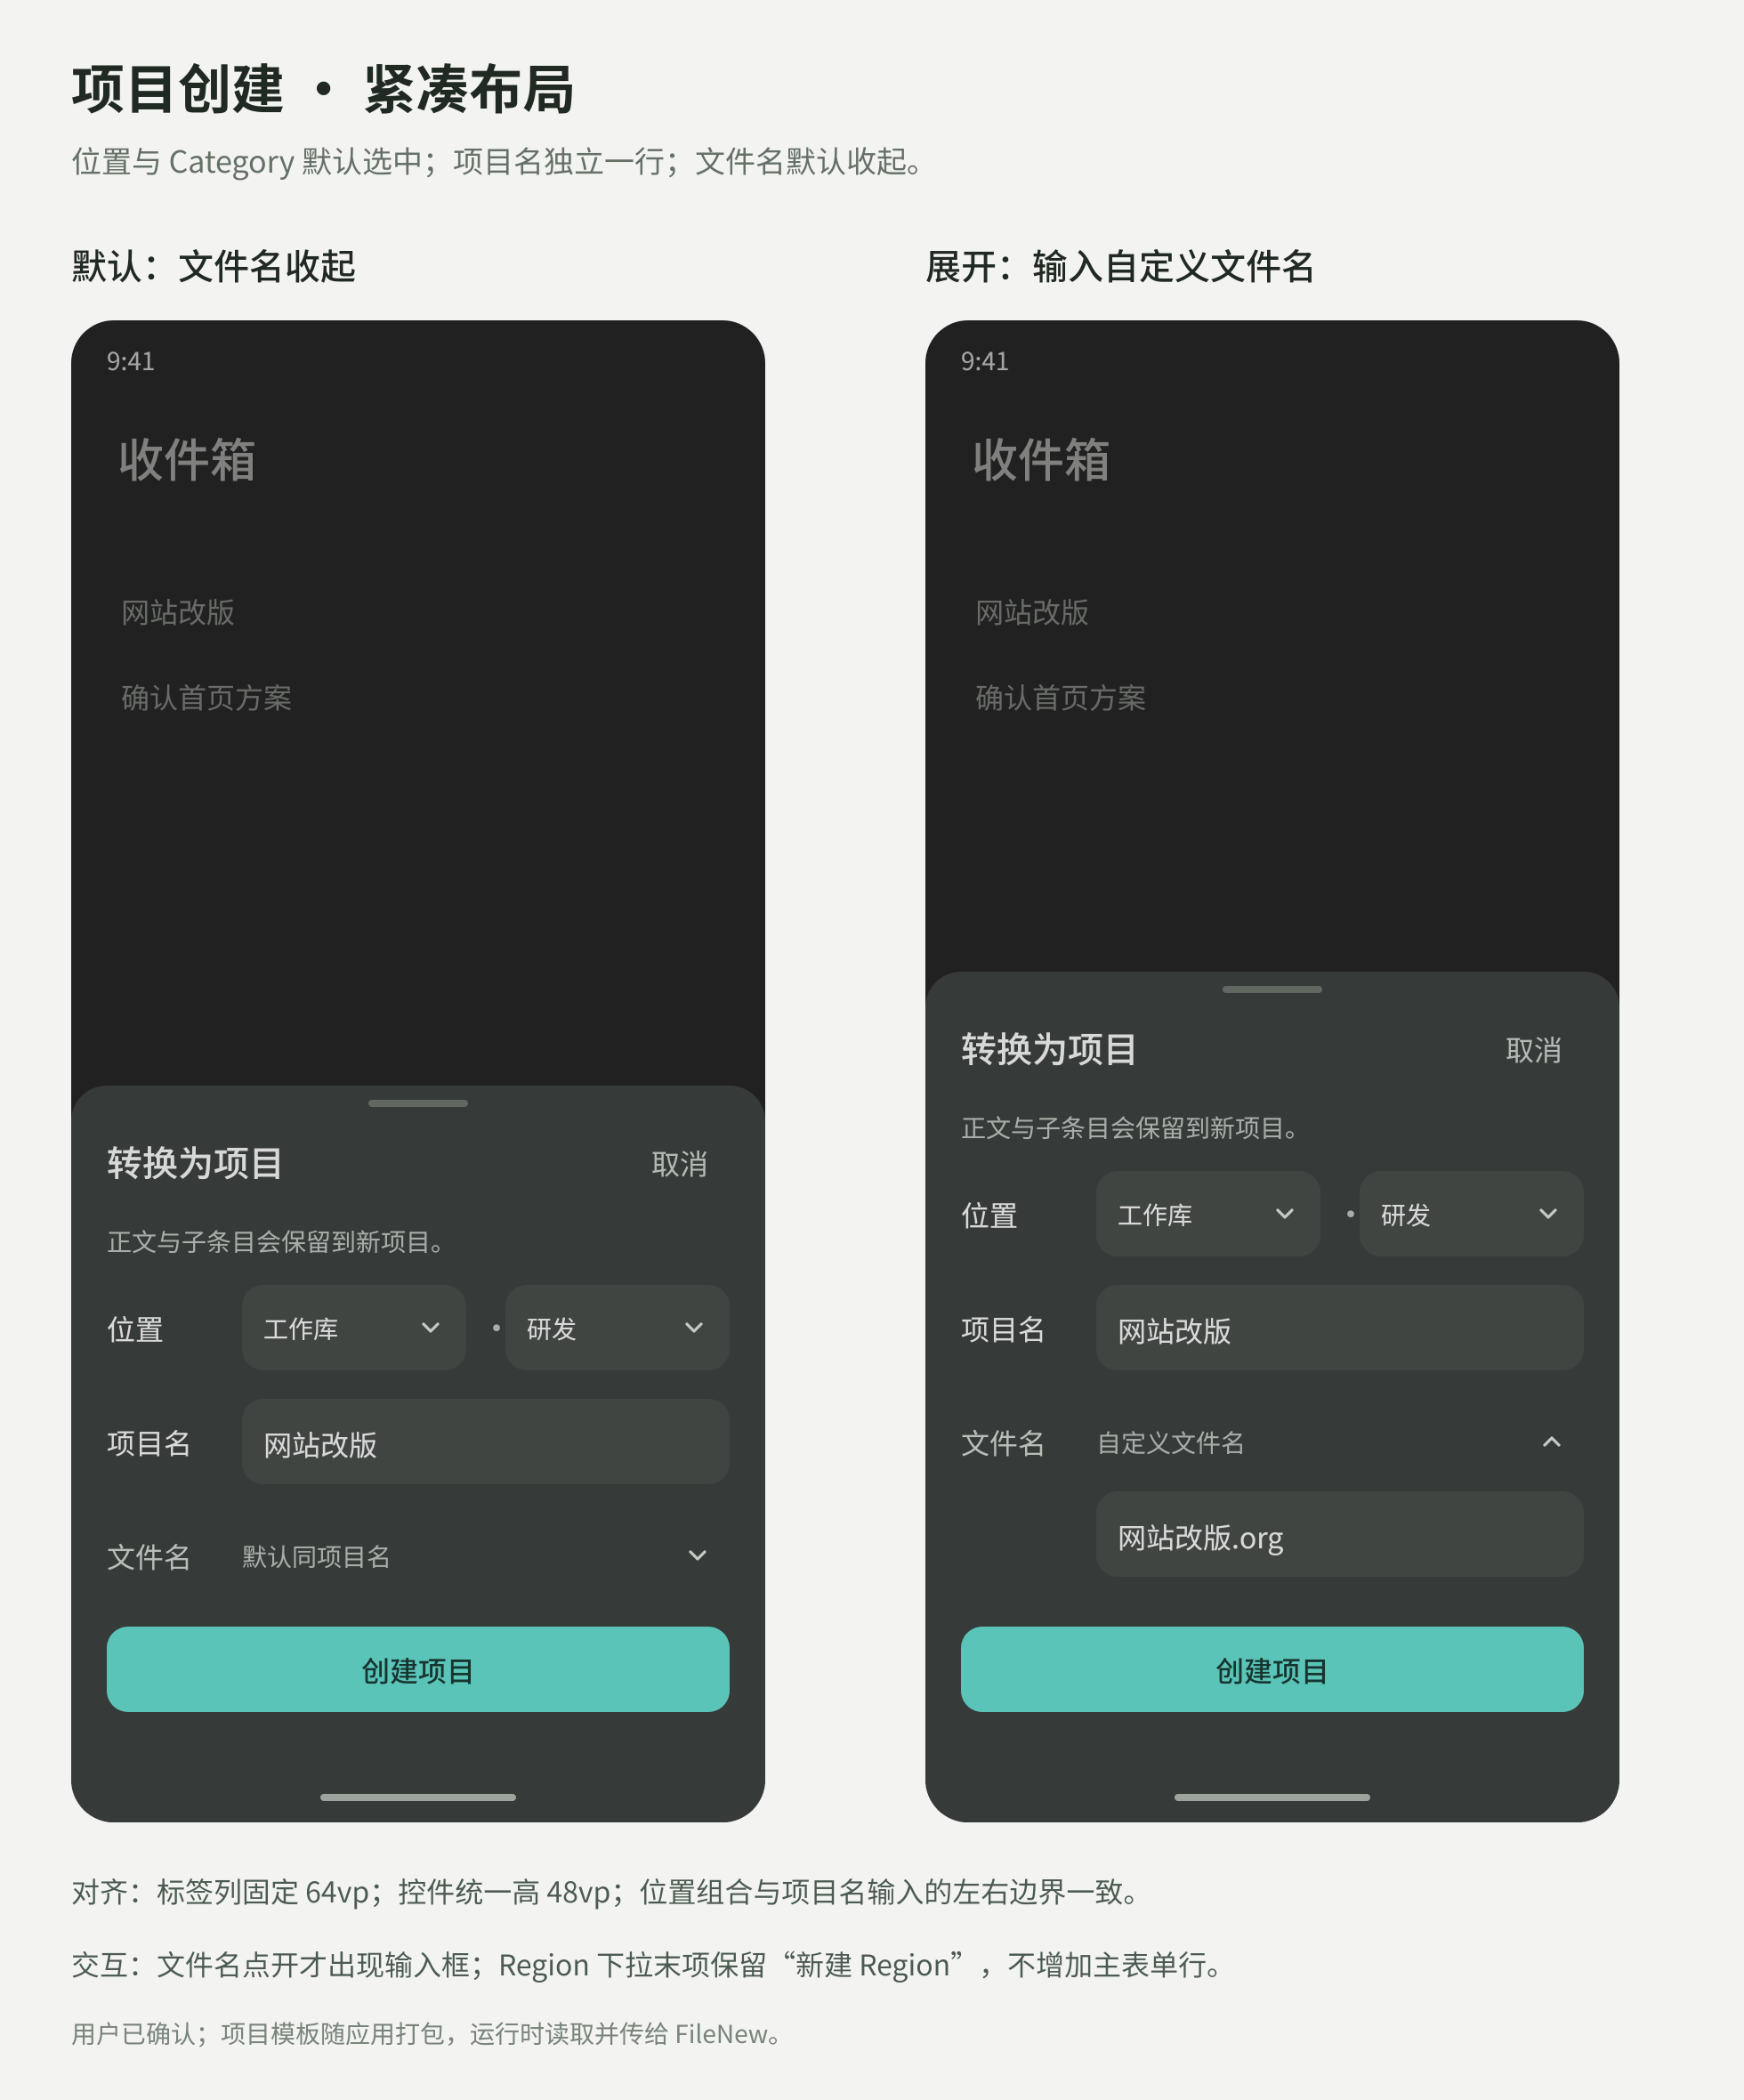 项目创建 · 紧凑布局
位置与 Category 默认选中；项目名独立一行；文件名默认收起。
默认：文件名收起
9:41
收件箱
网站改版
确认首页方案
转换为项目
取消
正文与子条目会保留到新项目。
位置
工作库
·
研发
项目名
网站改版
文件名
默认同项目名
创建项目
展开：输入自定义文件名
9:41
收件箱
网站改版
确认首页方案
转换为项目
取消
正文与子条目会保留到新项目。
位置
工作库
·
研发
项目名
网站改版
文件名
自定义文件名
网站改版.org
创建项目
对齐：标签列固定 64vp；控件统一高 48vp；位置组合与项目名输入的左右边界一致。
交互：文件名点开才出现输入框；Region 下拉末项保留“新建 Region”，不增加主表单行。
用户已确认；项目模板随应用打包，运行时读取并传给 FileNew。